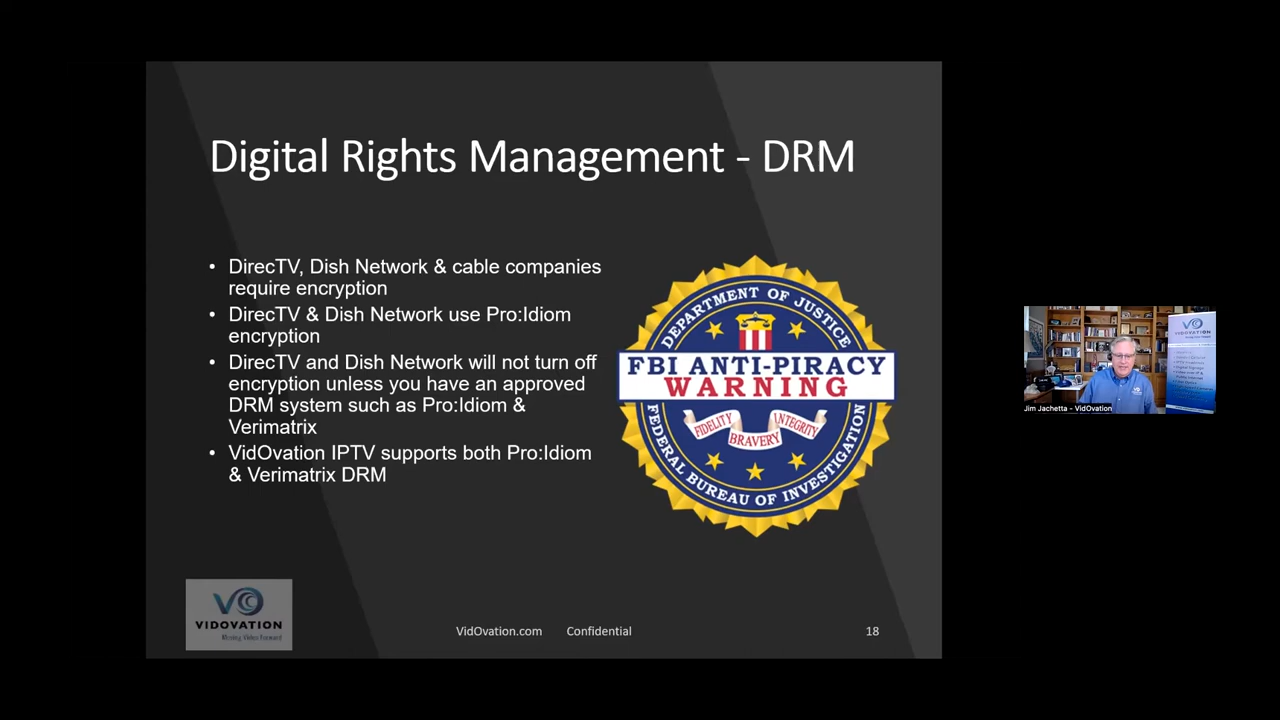 Digital Rights Management - DRM
• DirecTV, Dish Network & cable companies
require encryption
• DirecTV & Dish Network use Pro:Idiom
encryption
• DirecTV and Dish Network will not turn off
encryption unless you have an approved
DRM system such as Pro:Idiom &
Verimatrix
• VidOvation IPTV supports both Pro:Idiom
& Verimatrix DRM
DEPARTMENT OF JUSTICE
FBI ANTI-PIRACY
WARNING
FIDELITY
BRAVERY
INTEGRITY
FEDERAL BUREAU OF INVESTIGATION
VIDOVATION
Moving Video Forward
VidOvation.com
Confidential
18
VIDOVATION
Jim Jachetta - VidOvation